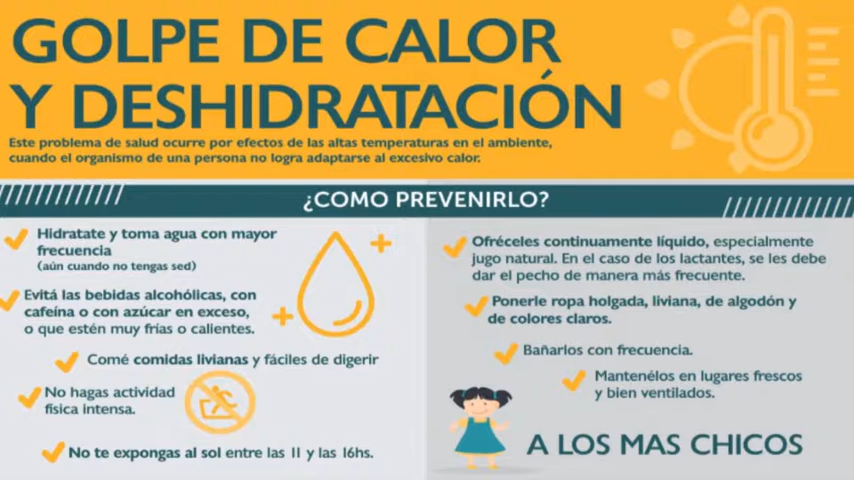 GOLPE DE CALOR
Y DESHIDRATACIÓN
Este problema de salud ocurre por efectos de las altas temperaturas en el ambiente,
cuando el organismo de una persona no logra adaptarse al excesivo calor.
¿COMO PREVENIRLO?
Hidratate y toma agua con mayor
frecuencia
(aún cuando no tengas sed)
Evitá las bebidas alcohólicas, con
cafeína o con azúcar en exceso,
o que estén muy frías o calientes.
Comé comidas livianas y fáciles de digerir
No hagas actividad
física intensa.
No te expongas al sol entre las 11 y las 16hs.
Ofréceles continuamente líquido, especialmente
jugo natural. En el caso de los lactantes, se les debe
dar el pecho de manera más frecuente.
Ponerle ropa holgada, liviana, de algodón y
de colores claros.
Bañarlos con frecuencia.
Mantenélos en lugares frescos
y bien ventilados.
A LOS MAS CHICOS